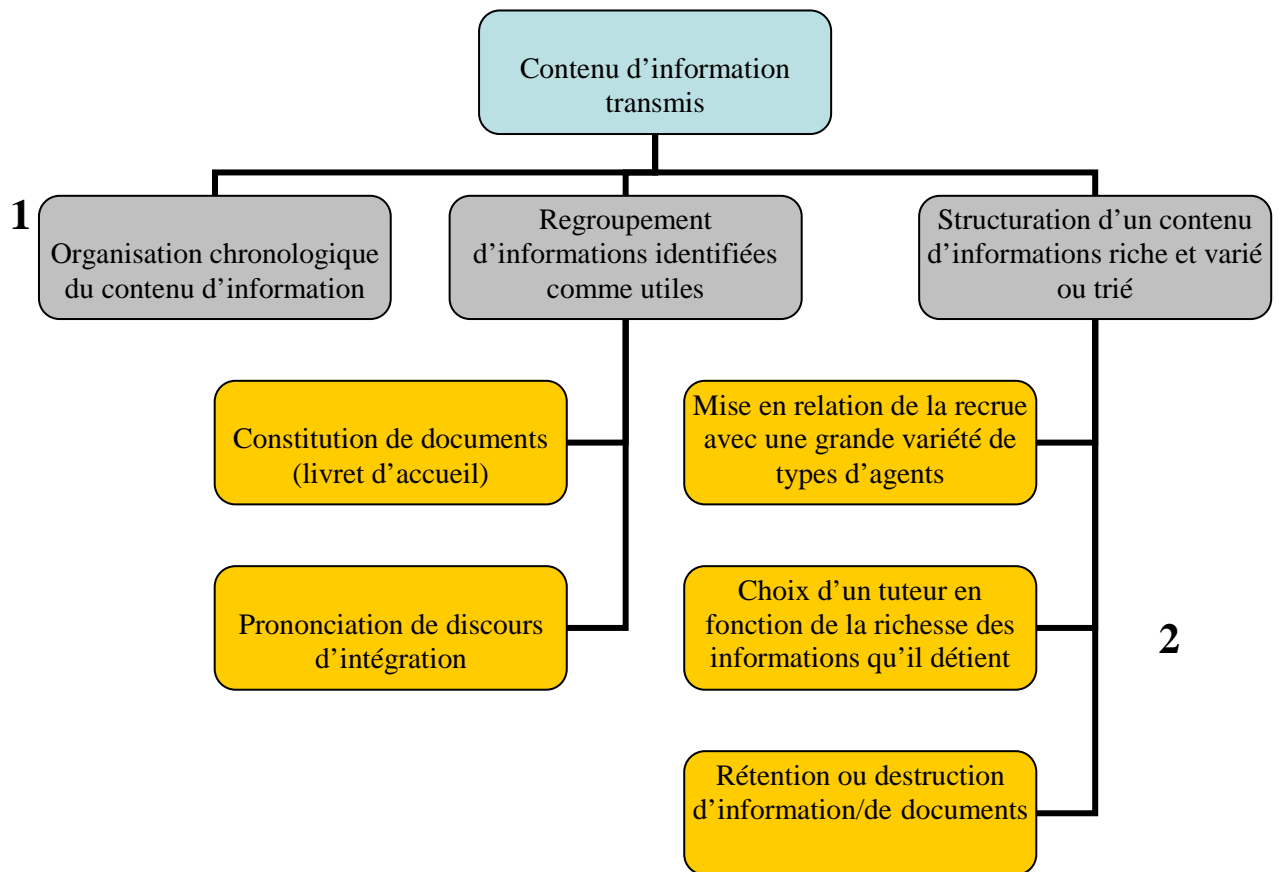 Contenu d’information
transmis
1
Organisation chronologique
du contenu d’information
Regroupement
d’informations identifiées
comme utiles
Structuration d’un contenu
d’informations riche et varié
ou trié
Constitution de documents
(livret d’accueil)
Mise en relation de la recrue
avec une grande variété de
types d’agents
Prononciation de discours
d’intégration
Choix d’un tuteur en
fonction de la richesse des
informations qu’il détient
2
Rétention ou destruction
d’information/de documents